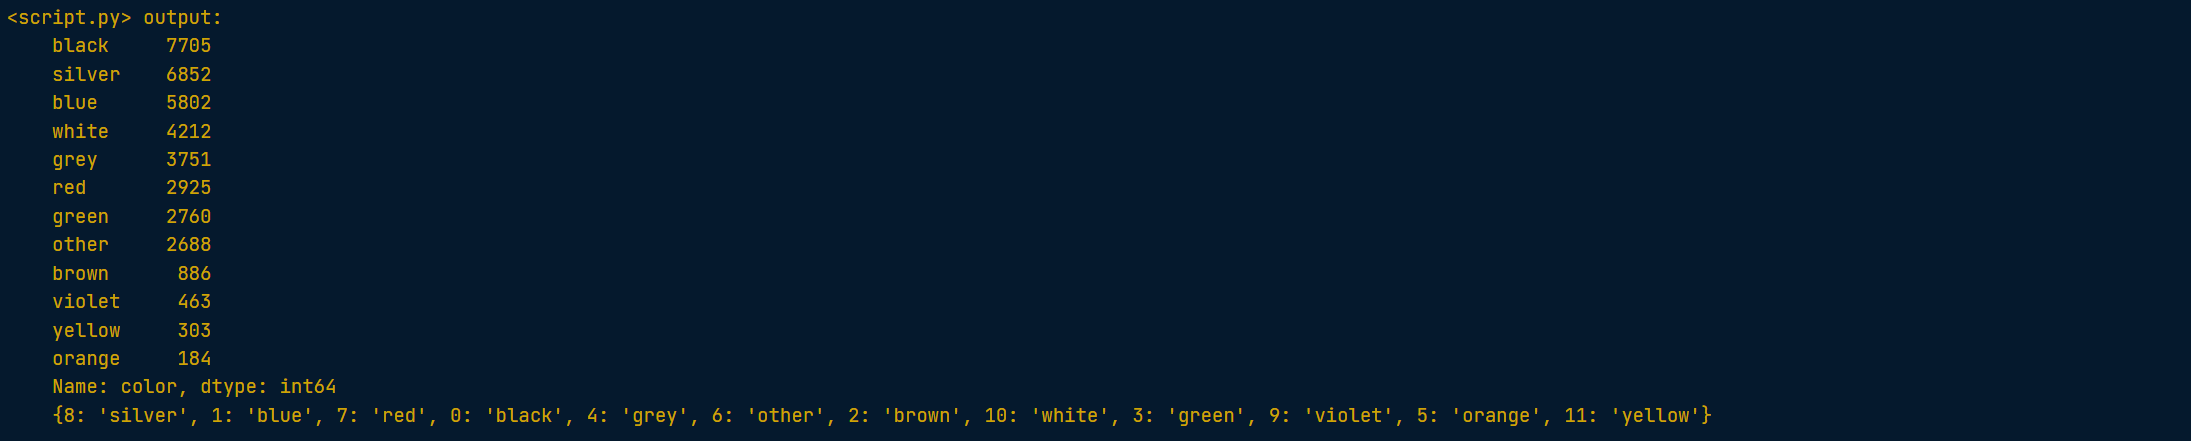 <script.py> output:
    black     7705
    silver    6852
    blue      5802
    white     4212
    grey      3751
    red       2925
    green     2760
    other     2688
    brown      886
    violet     463
    yellow     303
    orange     184
    Name: color, dtype: int64
    {8: 'silver', 1: 'blue', 7: 'red', 0: 'black', 4: 'grey', 6: 'other', 2: 'brown', 10: 'white', 3: 'green', 9: 'violet', 5: 'orange', 11: 'yellow'}